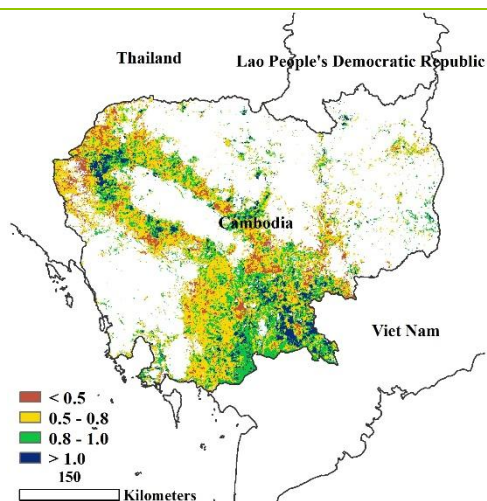 Thailand
Lao People's Democratic Republic
Cambodia
Viet Nam
< 0.5
0.5 - 0.8
0.8 - 1.0
> 1.0
150
Kilometers